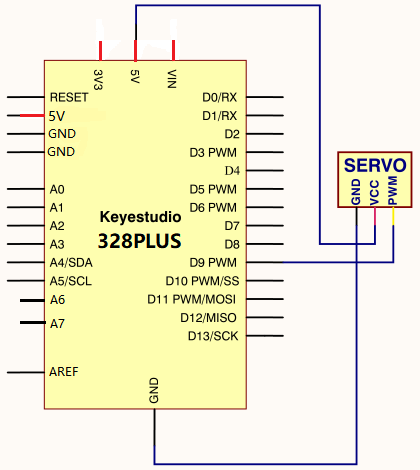 3V3
5V
VIN
RESET
5V
GND
GND
A0
A1
A2
A3
A4/SDA
A5/SCL
A6
A7
AREF
Keyestudio
328PLUS
D0/RX
D1/RX
D2
D3 PWM
D4
D5 PWM
D6 PWM
D7
D8
D9 PWM
D10 PWM/SS
D11 PWM/MOSI
D12/MISO
D13/SCK
GND
SERVO
GND
VCC
PWM